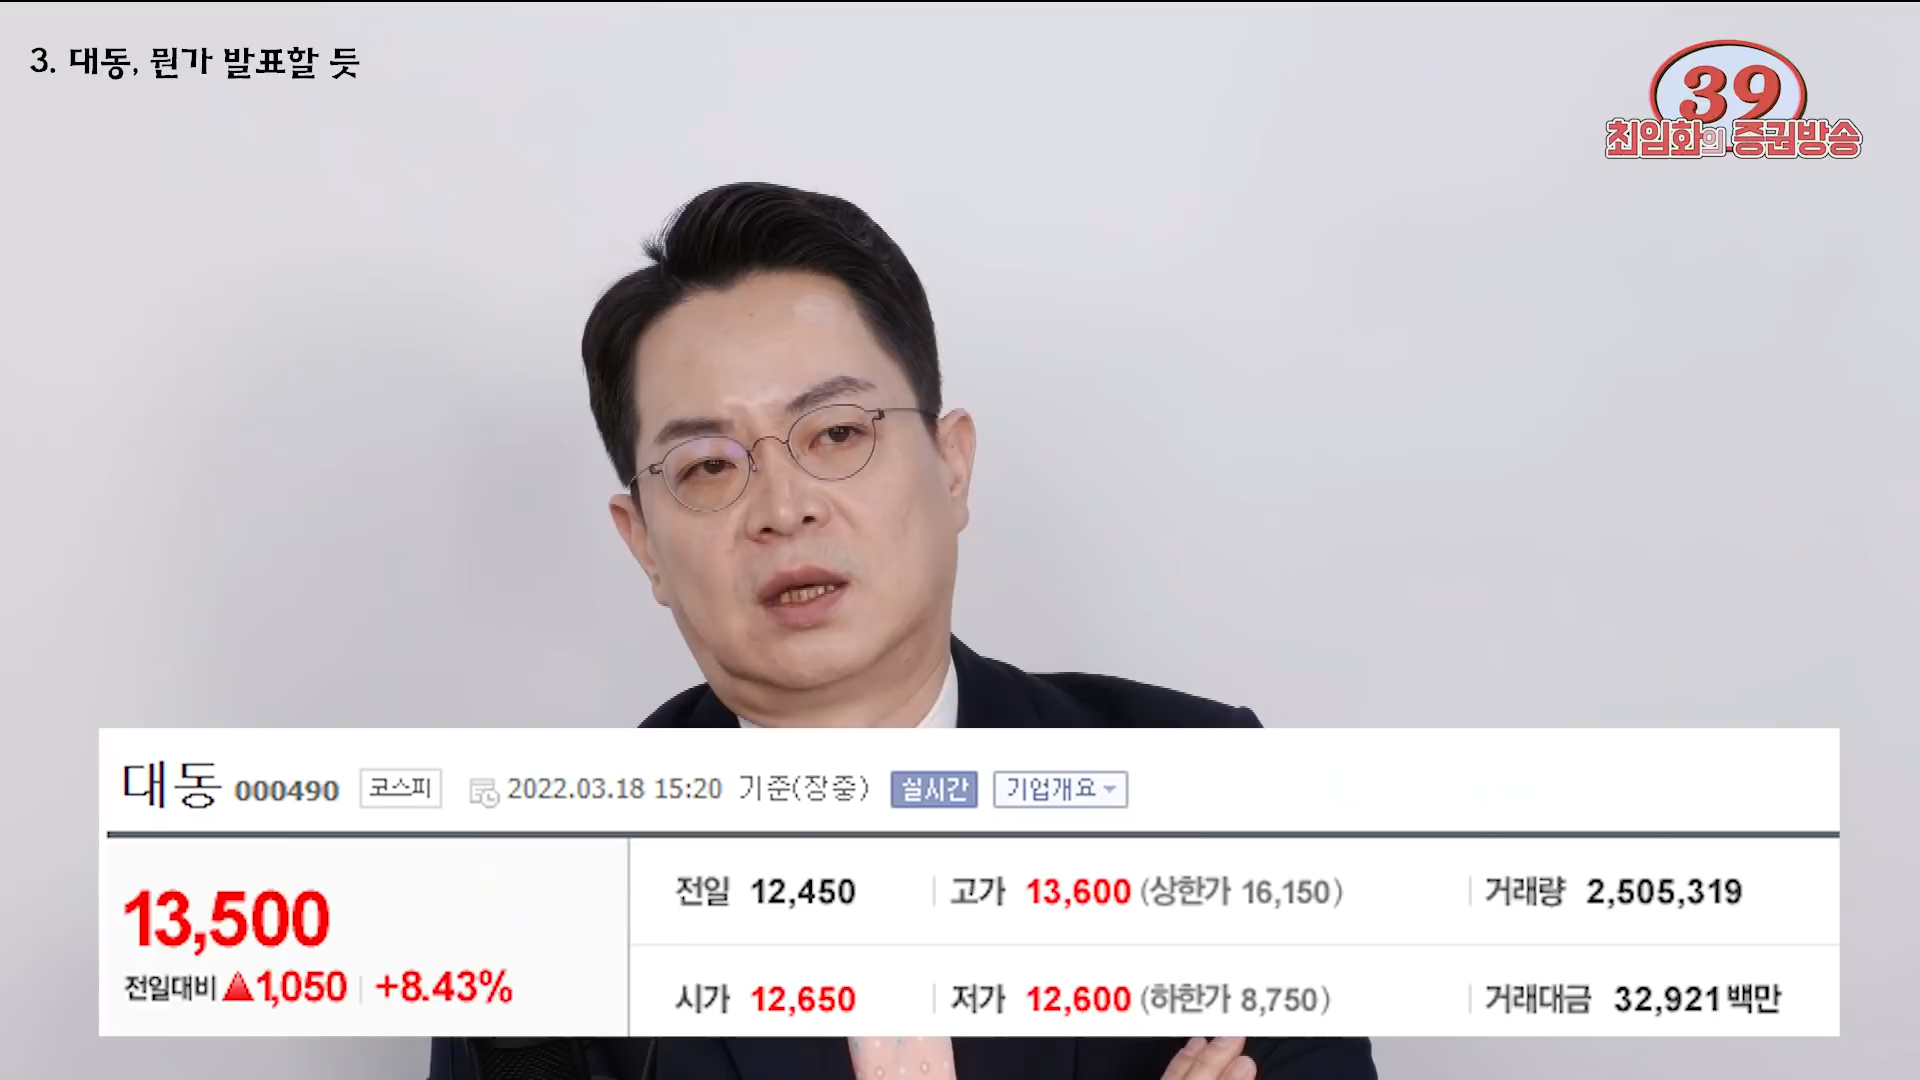 3. 대동, 뭔가 발표할 듯
39
최임화의 증권방송
대동 000490 코스피 2022.03.18 15:20 기준(장중) 실시간 기업개요
13,500
전일대비 ▲1,050 +8.43%
전일 12,450 고가 13,600 (상한가 16,150) 거래량 2,505,319
시가 12,650 저가 12,600 (하한가 8,750) 거래대금 32,921 백만